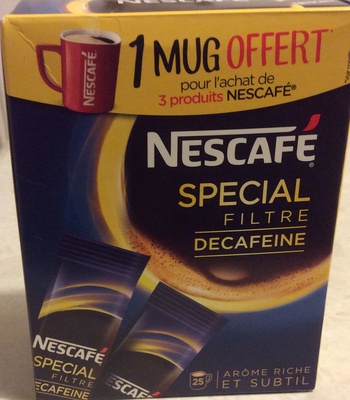 1 MUG OFFERT*
pour l'achat de
3 produits NESCAFÉ®
NESCAFÉ
NESCAFÉ®
SPECIAL
FILTRE
DECAFEINE
NESCAFÉ
SPECIAL
FILTRE
DECAFEINE
NESCAFÉ
25
ARÔME RICHE
ET SUBTIL